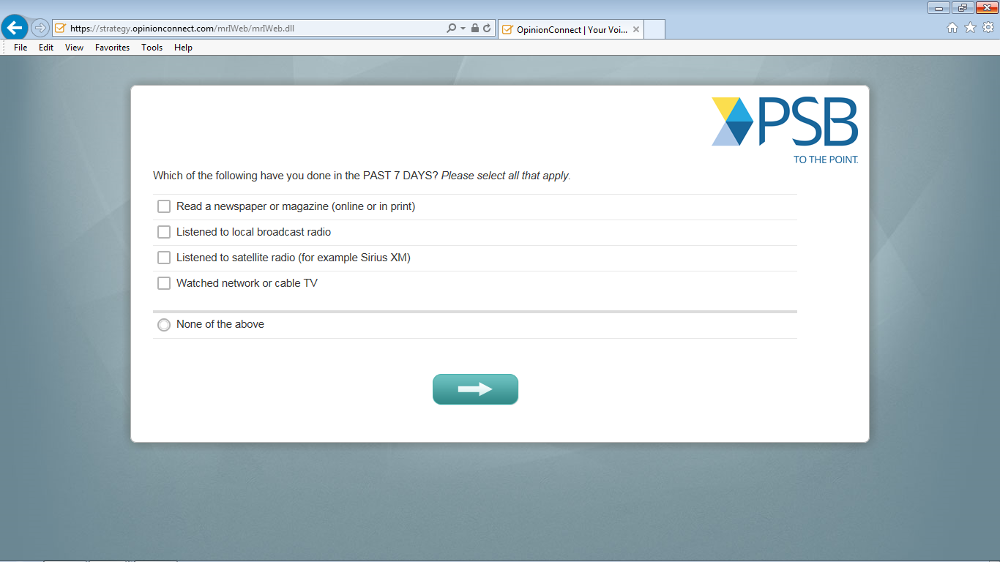 https://strategy.opinionconnect.com/mrIWeb/mrIWeb.dll
OpinionConnect | Your Voi...
File Edit View Favorites Tools Help
PSB
TO THE POINT.
Which of the following have you done in the PAST 7 DAYS? Please select all that apply.
Read a newspaper or magazine (online or in print)
Listened to local broadcast radio
Listened to satellite radio (for example Sirius XM)
Watched network or cable TV
None of the above